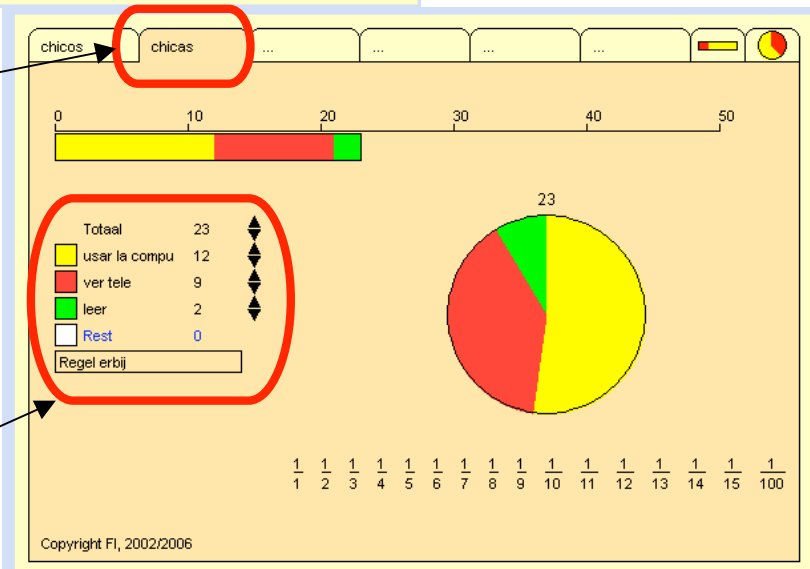 chicos chicas ... ... ... ...
0 10 20 30 40 50
23
Totaal 23
usar la compu 12
ver tele 9
leer 2
Rest 0
Regel erbij
1/1 1/2 1/3 1/4 1/5 1/6 1/7 1/8 1/9 1/10 1/11 1/12 1/13 1/14 1/15 1/100
Copyright FI, 2002/2006